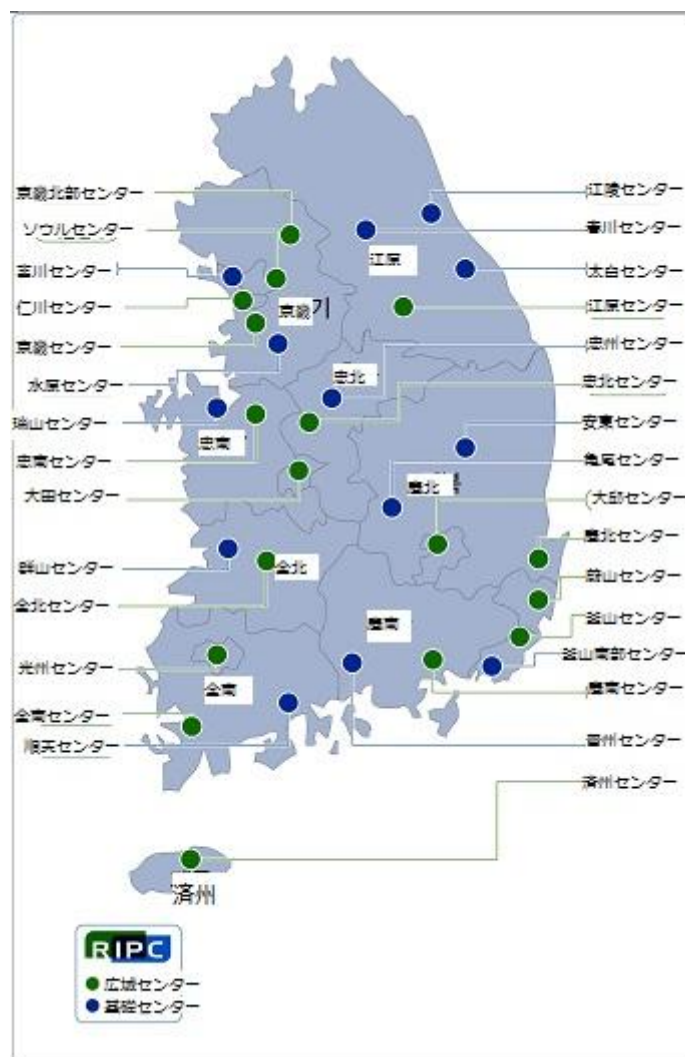 京畿北部センター
ソウルセンター
富川センター
仁川センター
京畿センター
水原センター
瑞山センター
忠南センター
大田センター
群山センター
全北センター
光州センター
全南センター
順天センター
江陵センター
春川センター
太白センター
江原センター
忠州センター
忠北センター
安東センター
亀尾センター
(大邱センター
慶北センター
蔚山センター
釜山センター
釜山南部センター
慶南センター
晋州センター
済州センター
江原
京畿기
忠北
忠南
慶北
全北
慶南
全南
済州
RIPC
広域センター
基礎センター